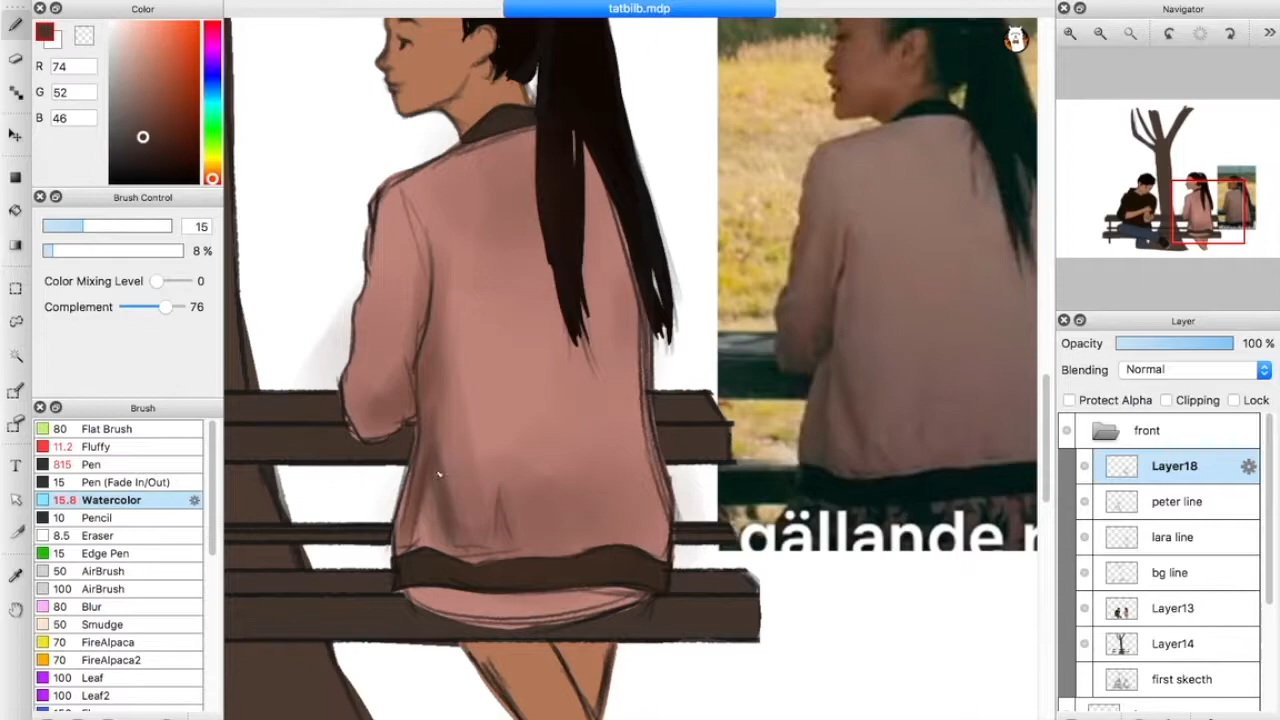 tatbilb.mdp
Color
R 74
G 52
B 46
Brush Control
15
8 %
Color Mixing Level 0
Complement 76
Brush
80 Flat Brush
11.2 Fluffy
815 Pen
15 Pen (Fade In/Out)
15.8 Watercolor
10 Pencil
8.5 Eraser
15 Edge Pen
50 AirBrush
100 AirBrush
80 Blur
50 Smudge
70 FireAlpaca
70 FireAlpaca2
100 Leaf
100 Leaf2
T
gällande
Navigator
Layer
Opacity 100 %
Blending Normal
Protect Alpha Clipping Lock
front
Layer18
peter line
lara line
bg line
Layer13
Layer14
first skecth